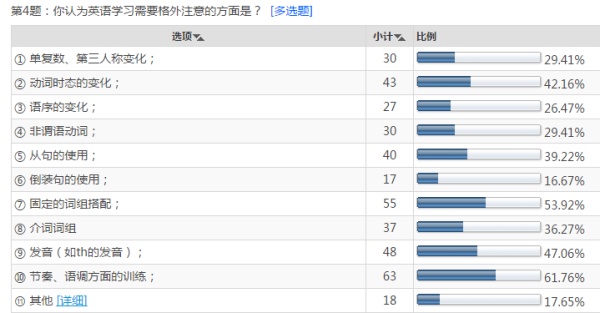 第4题：你认为英语学习需要格外注意的方面是？ [多选题]
选项 小计 比例
① 单复数、第三人称变化； 30 29.41%
② 动词时态的变化； 43 42.16%
③ 语序的变化； 27 26.47%
④ 非谓语动词； 30 29.41%
⑤ 从句的使用； 40 39.22%
⑥ 倒装句的使用； 17 16.67%
⑦ 固定的词组搭配； 55 53.92%
⑧ 介词词组 37 36.27%
⑨ 发音（如th的发音）； 48 47.06%
⑩ 节奏、语调方面的训练； 63 61.76%
⑪ 其他 [详细] 18 17.65%